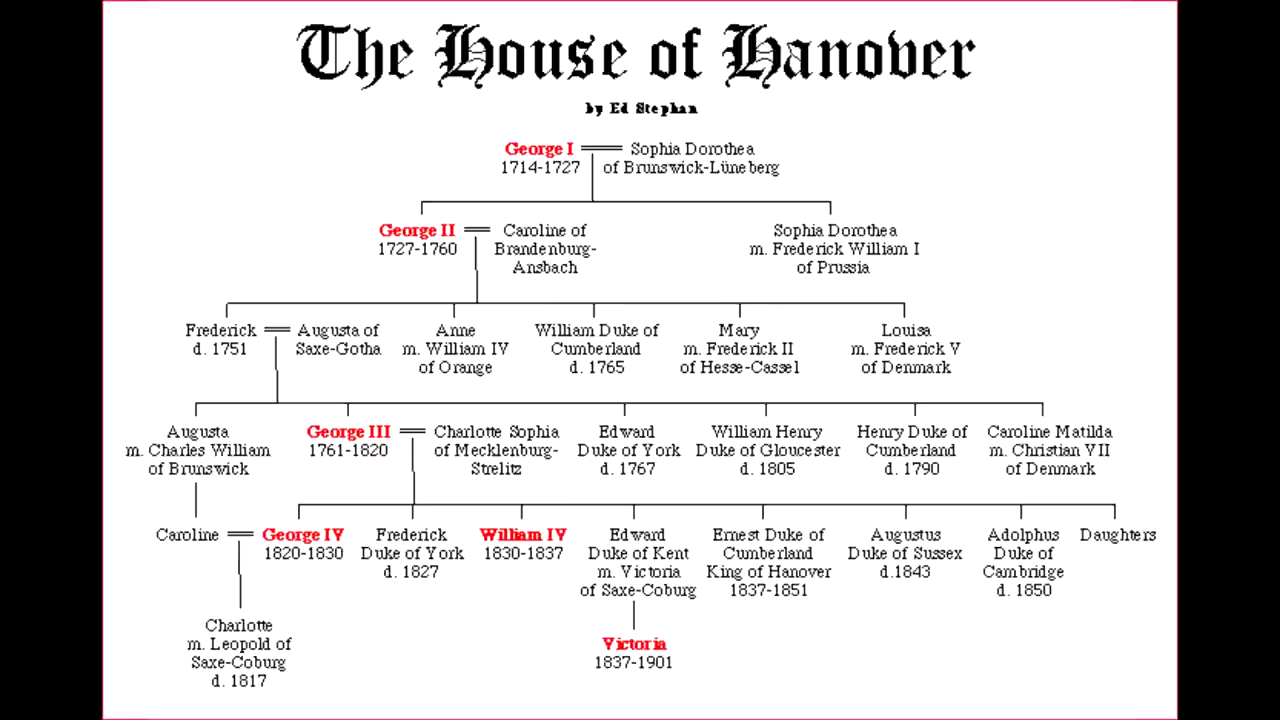 The House of Hanover
by Ed Stephan
George I
1714-1727
Sophia Dorothea
of Brunswick-Lüneberg
George II
1727-1760
Caroline of
Brandenburg-
Ansbach
Sophia Dorothea
m. Frederick William I
of Prussia
Frederick
d. 1751
Augusta of
Saxe-Gotha
Anne
m. William IV
of Orange
William Duke of
Cumberland
d. 1765
Mary
m. Frederick II
of Hesse-Cassel
Louisa
m. Frederick V
of Denmark
Augusta
m. Charles William
of Brunswick
George III
1761-1820
Charlotte Sophia
of Mecklenburg-
Strelitz
Edward
Duke of York
d. 1767
William Henry
Duke of Gloucester
d. 1805
Henry Duke of
Cumberland
d. 1790
Caroline Matilda
m. Christian VII
of Denmark
Caroline
George IV
1820-1830
Frederick
Duke of York
d. 1827
William IV
1830-1837
Edward
Duke of Kent
m. Victoria
of Saxe-Coburg
Ernest Duke of
Cumberland
King of Hanover
1837-1851
Augustus
Duke of Sussex
d.1843
Adolphus
Duke of
Cambridge
d. 1850
Daughters
Charlotte
m. Leopold of
Saxe-Coburg
d. 1817
Victoria
1837-1901